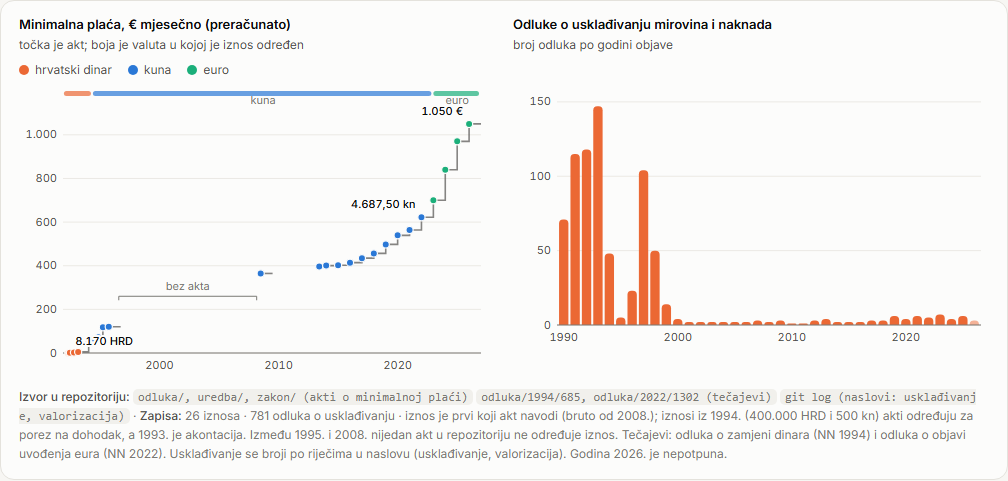 Minimalna plaća, € mjesečno (preračunato)
točka je akt; boja je valuta u kojoj je iznos određen
hrvatski dinar
kuna
euro
kuna
euro
1.050 €
1.000
800
600
400
200
0
4.687,50 kn
bez akta
8.170 HRD
2000
2010
2020
Odluke o usklađivanju mirovina i naknada
broj odluka po godini objave
150
100
50
0
1990
2000
2010
2020
Izvor u repozitoriju: odluka/, uredba/, zakon/ (akti o minimalnoj plaći) odluka/1994/685, odluka/2022/1302 (tečajevi) git log (naslovi: usklađivanj
e, valorizacija) · Zapisa: 26 iznosa · 781 odluka o usklađivanju · iznos je prvi koji akt navodi (bruto od 2008.); iznosi iz 1994. (400.000 HRD i 500 kn) akti određuju za
porez na dohodak, a 1993. je akontacija. Između 1995. i 2008. nijedan akt u repozitoriju ne određuje iznos. Tečajevi: odluka o zamjeni dinara (NN 1994) i odluka o objavi
uvođenja eura (NN 2022). Usklađivanje se broji po riječima u naslovu (usklađivanje, valorizacija). Godina 2026. je nepotpuna.